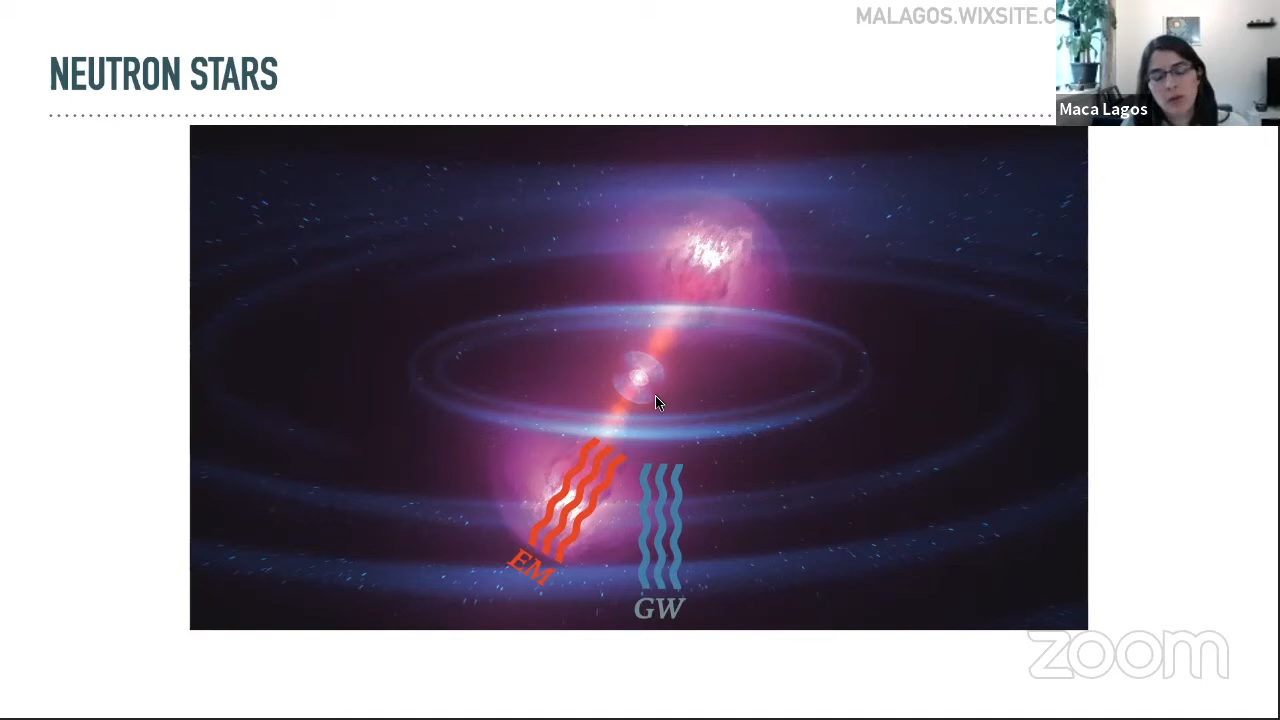 MALAGOS.WIXSITE.C
NEUTRON STARS
Maca Lagos
EM
GW
zoom